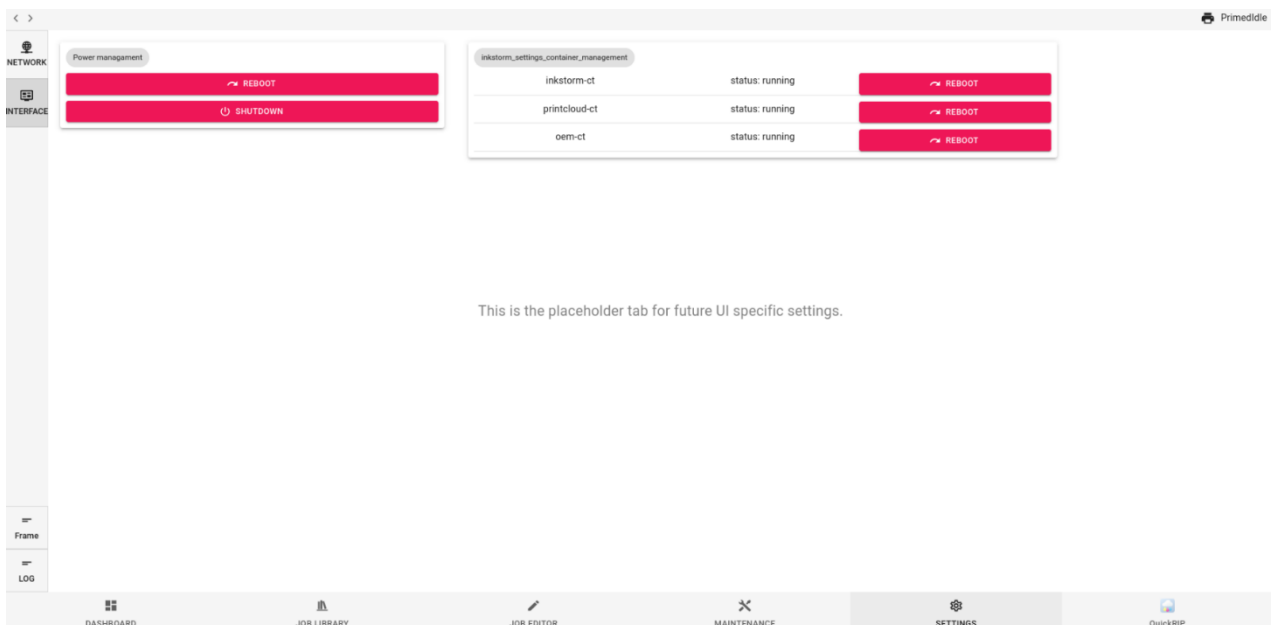 < >
PrimedIdle
NETWORK
INTERFACE
Power managament
REBOOT
SHUTDOWN
inkstorm_settings_container_management
inkstorm-ct status: running REBOOT
printcloud-ct status: running REBOOT
oem-ct status: running REBOOT
This is the placeholder tab for future UI specific settings.
Frame
LOG
DASHBOARD JOB LIBRARY JOB EDITOR MAINTENANCE SETTINGS QuickRIP